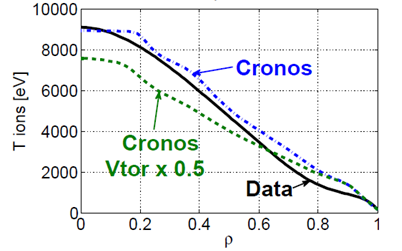 10000
8000
6000
4000
2000
0
T ions [eV]
Cronos
Cronos
Vtor x 0.5
Data
0
0.2
0.4
0.6
0.8
1
ρ